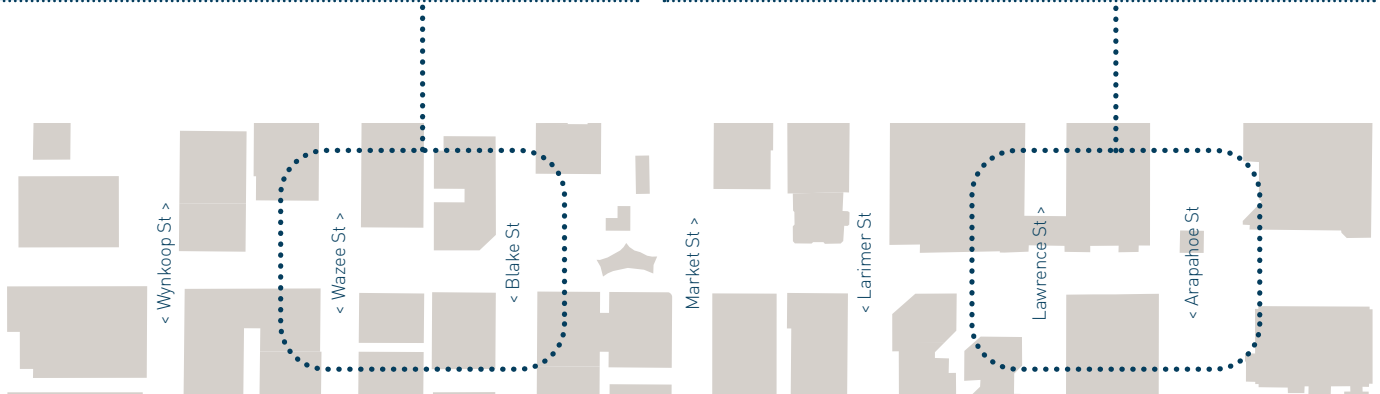 < Wynkoop St >
< Wazee St >
< Blake St
Market St >
< Larimer St
Lawrence St >
< Arapahoe St